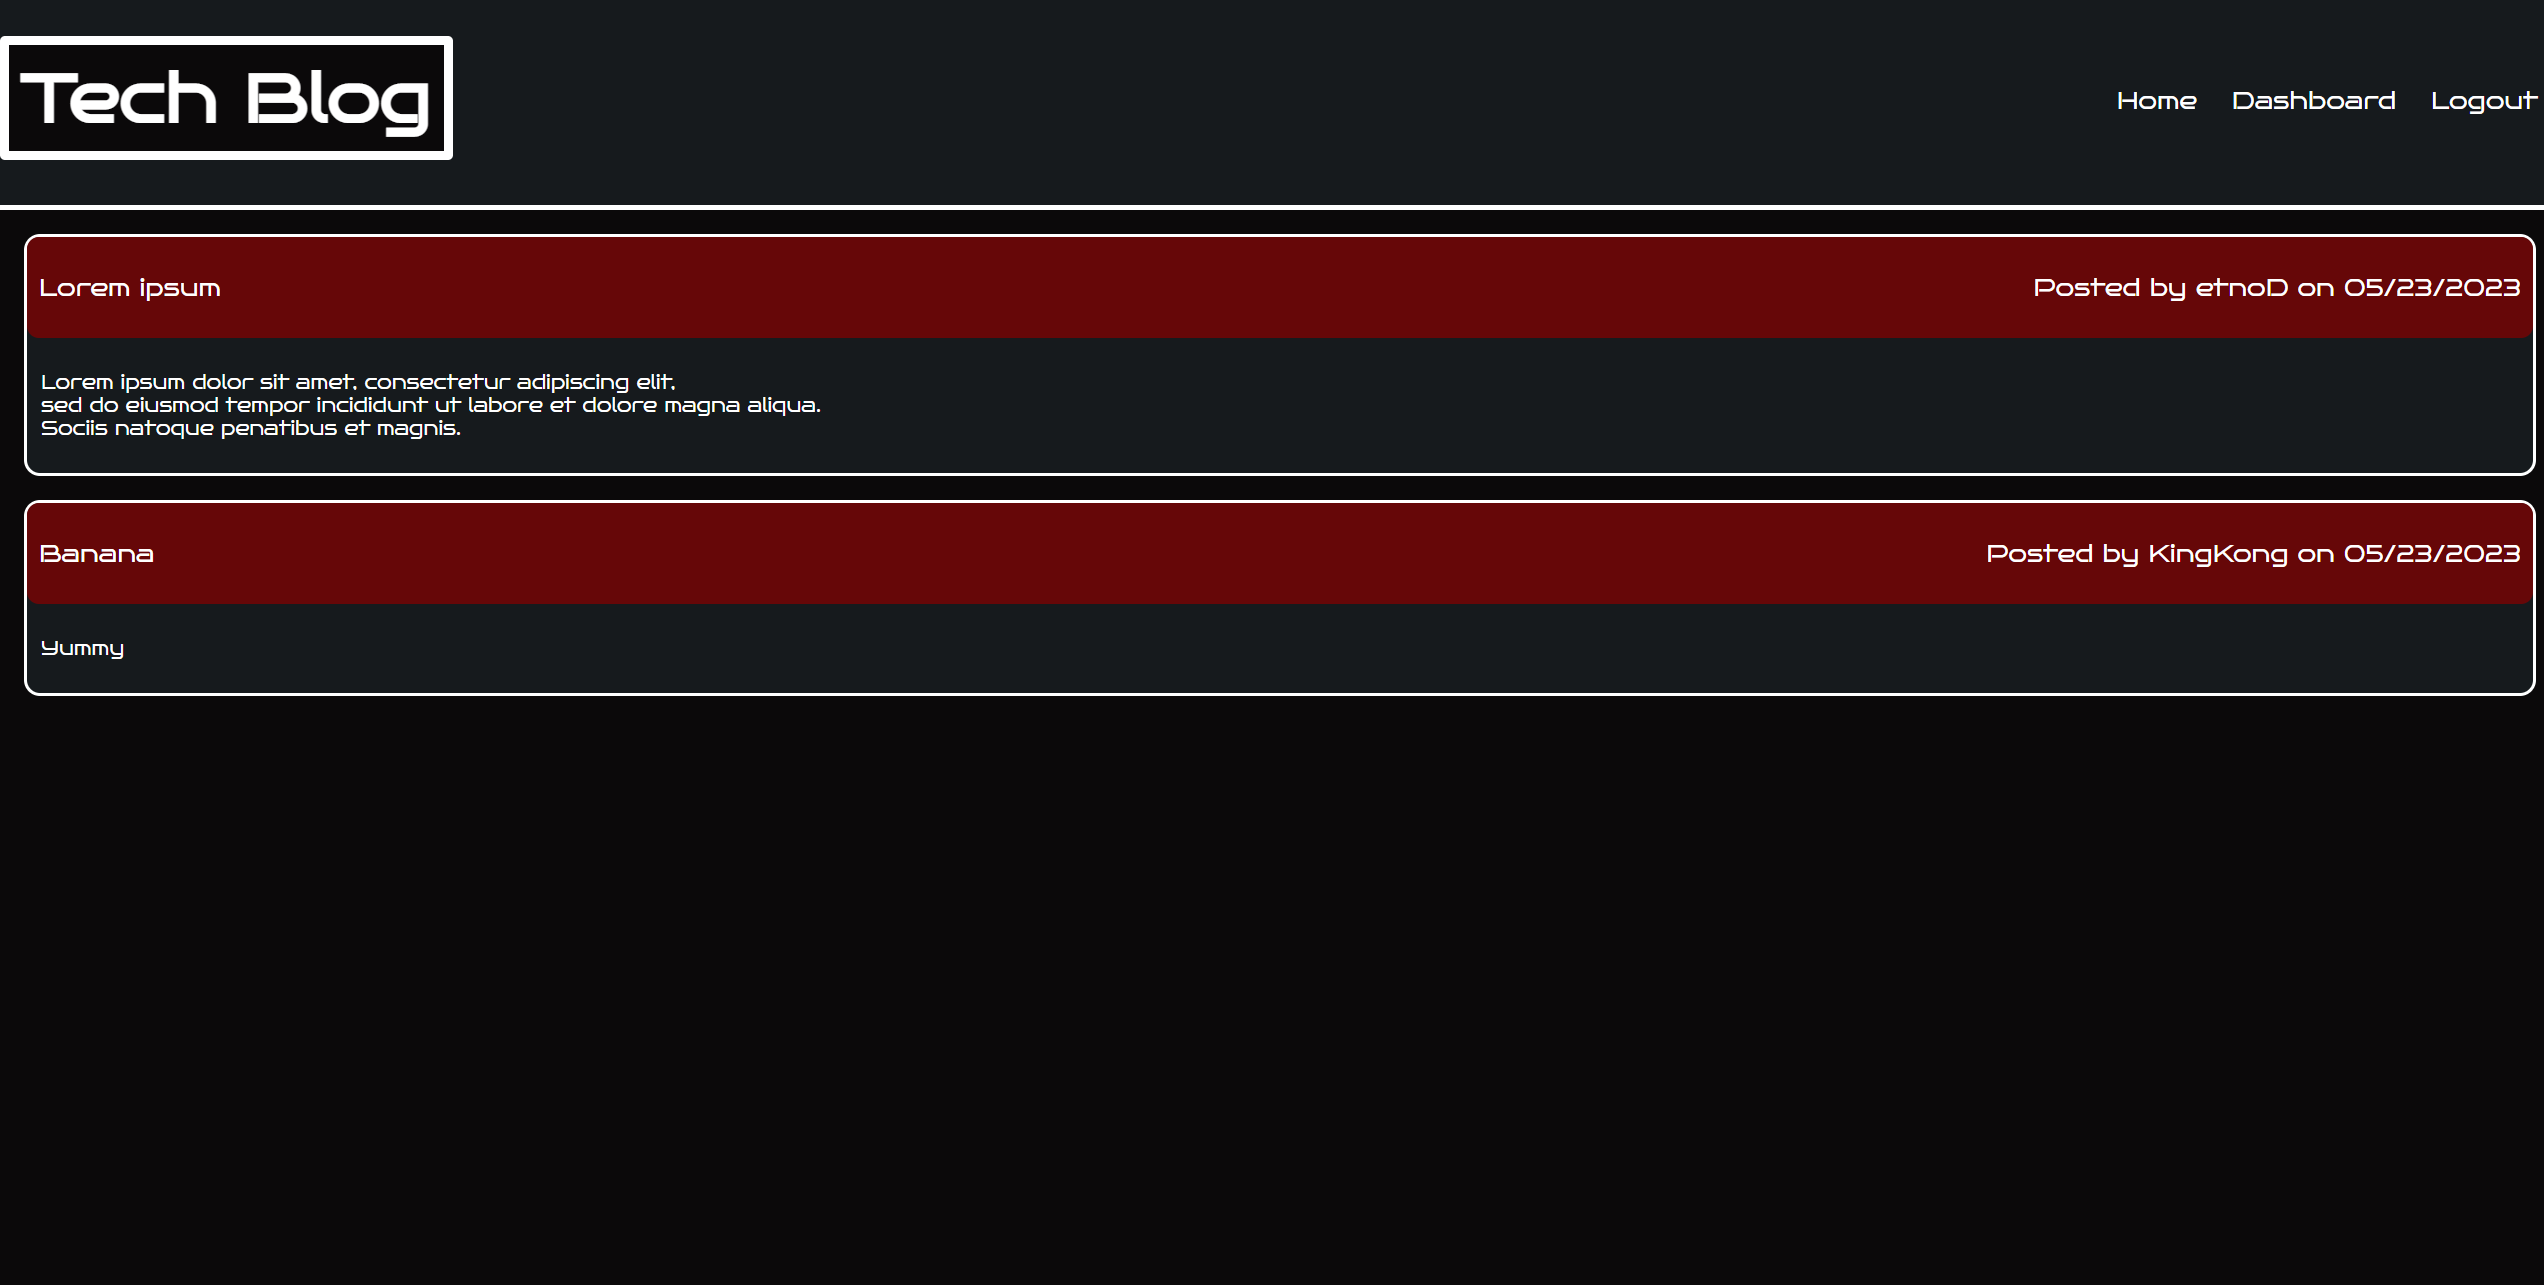 Tech Blog
Home Dashboard Logout
Lorem ipsum
Posted by etnoD on 05/23/2023
Lorem ipsum dolor sit amet, consectetur adipiscing elit,
sed do eiusmod tempor incididunt ut labore et dolore magna aliqua.
Sociis natoque penatibus et magnis.
Banana
Posted by KingKong on 05/23/2023
Yummy